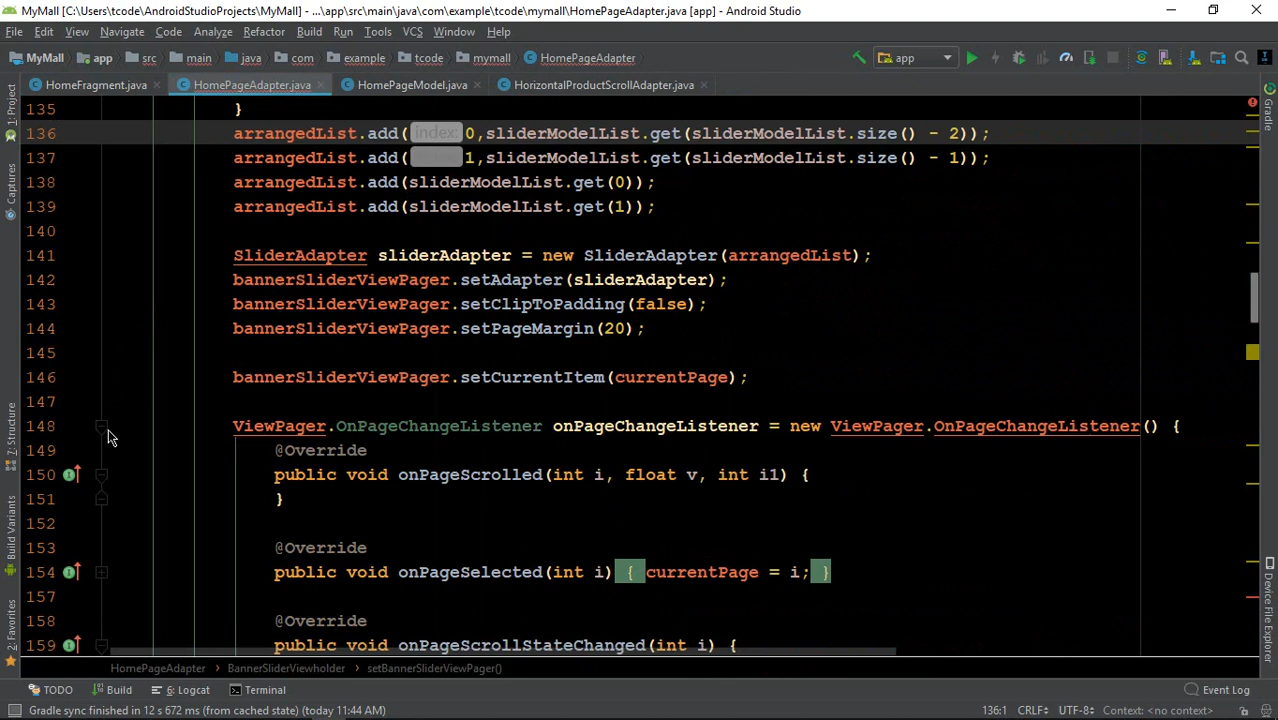 MyMall [C:\Users\tcode\AndroidStudioProjects\MyMall] - ...\app\src\main\java\com\example\tcode\mymall\HomePageAdapter.java [app] - Android Studio
File Edit View Navigate Code Analyze Refactor Build Run Tools VCS Window Help
MyMall app src main java com example tcode mymall HomePageAdapter app
HomeFragment.java HomePageAdapter.java HomePageModel.java HorizontalProductScrollAdapter.java
1: Project
Captures
Z: Structure
Build Variants
2: Favorites
Gradle
Device File Explorer
135 }
136 arrangedList.add( index: 0,sliderModelList.get(sliderModelList.size() - 2));
137 arrangedList.add( 1,sliderModelList.get(sliderModelList.size() - 1));
138 arrangedList.add(sliderModelList.get(0));
139 arrangedList.add(sliderModelList.get(1));
140
141 SliderAdapter sliderAdapter = new SliderAdapter(arrangedList);
142 bannerSliderViewPager.setAdapter(sliderAdapter);
143 bannerSliderViewPager.setClipToPadding(false);
144 bannerSliderViewPager.setPageMargin(20);
145
146 bannerSliderViewPager.setCurrentItem(currentPage);
147
148 ViewPager.OnPageChangeListener onPageChangeListener = new ViewPager.OnPageChangeListener() {
149 @Override
150 public void onPageScrolled(int i, float v, int i1) {
151 }
152
153 @Override
154 public void onPageSelected(int i) { currentPage = i; }
157
158 @Override
159 public void onPageScrollStateChanged(int i) {
HomePageAdapter BannerSliderViewholder setBannerSliderViewPager()
TODO Build 6: Logcat Terminal Event Log
Gradle sync finished in 12 s 672 ms (from cached state) (today 11:44 AM) 136:1 CRLF UTF-8 Context: <no context>